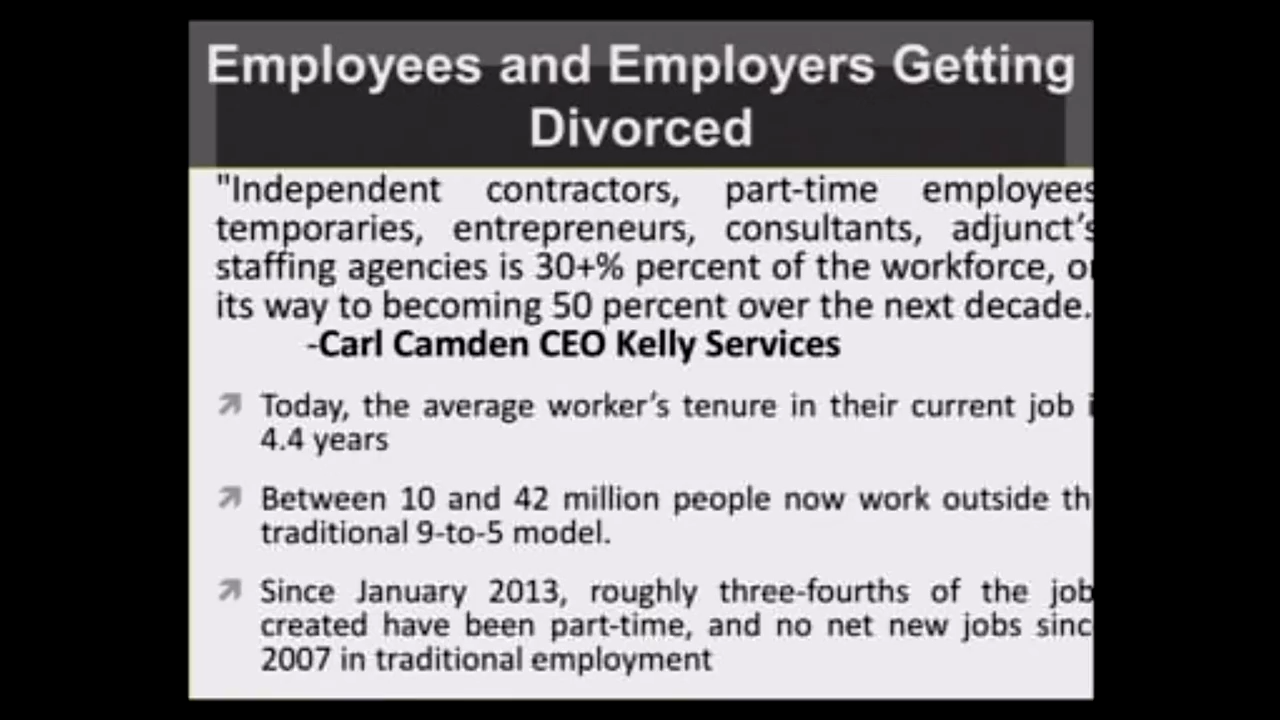 Employees and Employers Getting
Divorced
"Independent contractors, part-time employees
temporaries, entrepreneurs, consultants, adjunct's
staffing agencies is 30+% percent of the workforce, o
its way to becoming 50 percent over the next decade.
-Carl Camden CEO Kelly Services
Today, the average worker's tenure in their current job i
4.4 years
Between 10 and 42 million people now work outside th
traditional 9-to-5 model.
Since January 2013, roughly three-fourths of the job
created have been part-time, and no net new jobs sinc
2007 in traditional employment